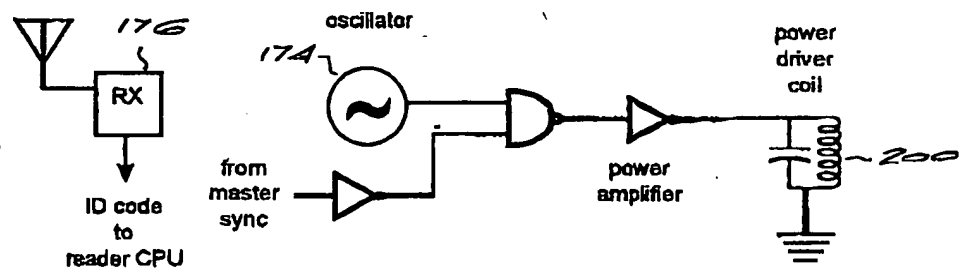 176
RX
ID code
to
reader CPU
oscillator
174
from
master
sync
power
amplifier
power
driver
coil
200